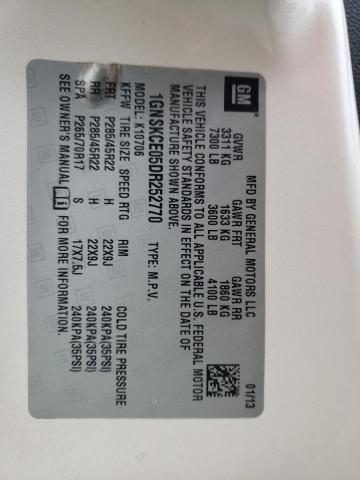 GM
MFD BY GENERAL MOTORS LLC 01/13
GVWR GAWR FRT GAWR RR
3311 KG 1633 KG 1860 KG
7300 LB 3600 LB 4100 LB
THIS VEHICLE CONFORMS TO ALL APPLICABLE U.S. FEDERAL MOTOR
VEHICLE SAFETY STANDARDS IN EFFECT ON THE DATE OF
MANUFACTURE SHOWN ABOVE.
1GNSKCE05DR252770 TYPE: M.P.V.
MODEL: K10706
KFFW TIRE SIZE SPEED RTG RIM COLD TIRE PRESSURE
FRT P285/45R22 H 22X9J 240KPA(35PSI)
RR P285/45R22 H 22X9J 240KPA(35PSI)
SPA P265/70R17 S 17X7.5J 240KPA(35PSI)
SEE OWNER'S MANUAL FOR MORE INFORMATION.